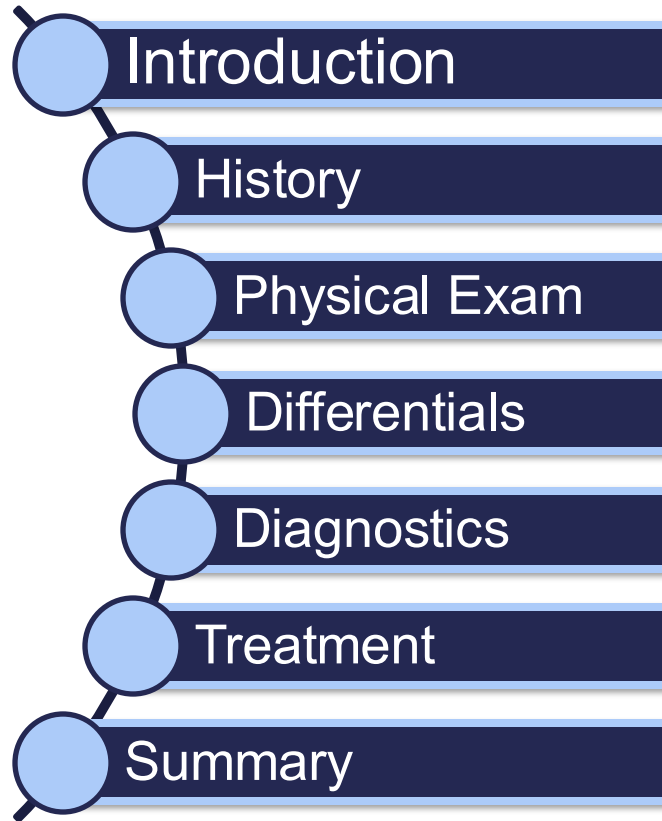 Introduction
History
Physical Exam
Differentials
Diagnostics
Treatment
Summary